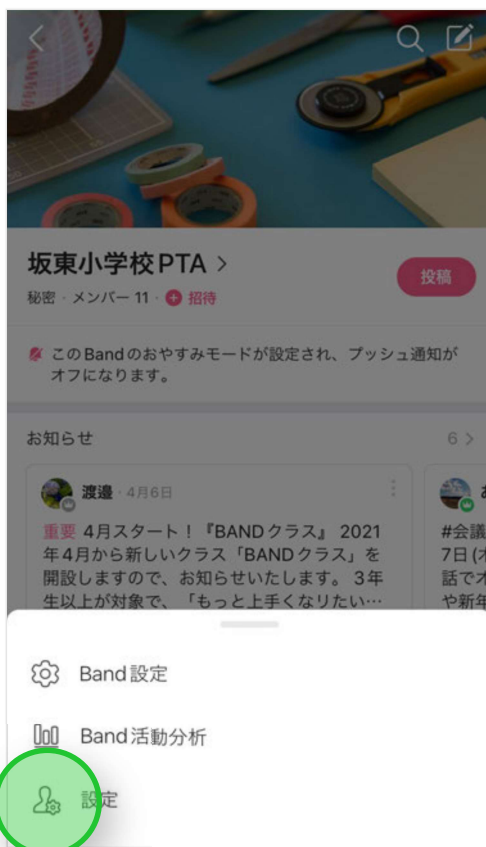 坂東小学校PTA >
投稿
秘密・メンバー 11・招待
このBandのおやすみモードが設定され、プッシュ通知が
オフになります。
お知らせ
6 >
渡邉・4月6日
重要 4月スタート！『BANDクラス』 2021
年4月から新しいクラス「BANDクラス」を
開設しますので、お知らせいたします。 3年
生以上が対象で、「もっと上手くなりたい…
#会議
7日(
話で
や新年
Band設定
Band活動分析
設定